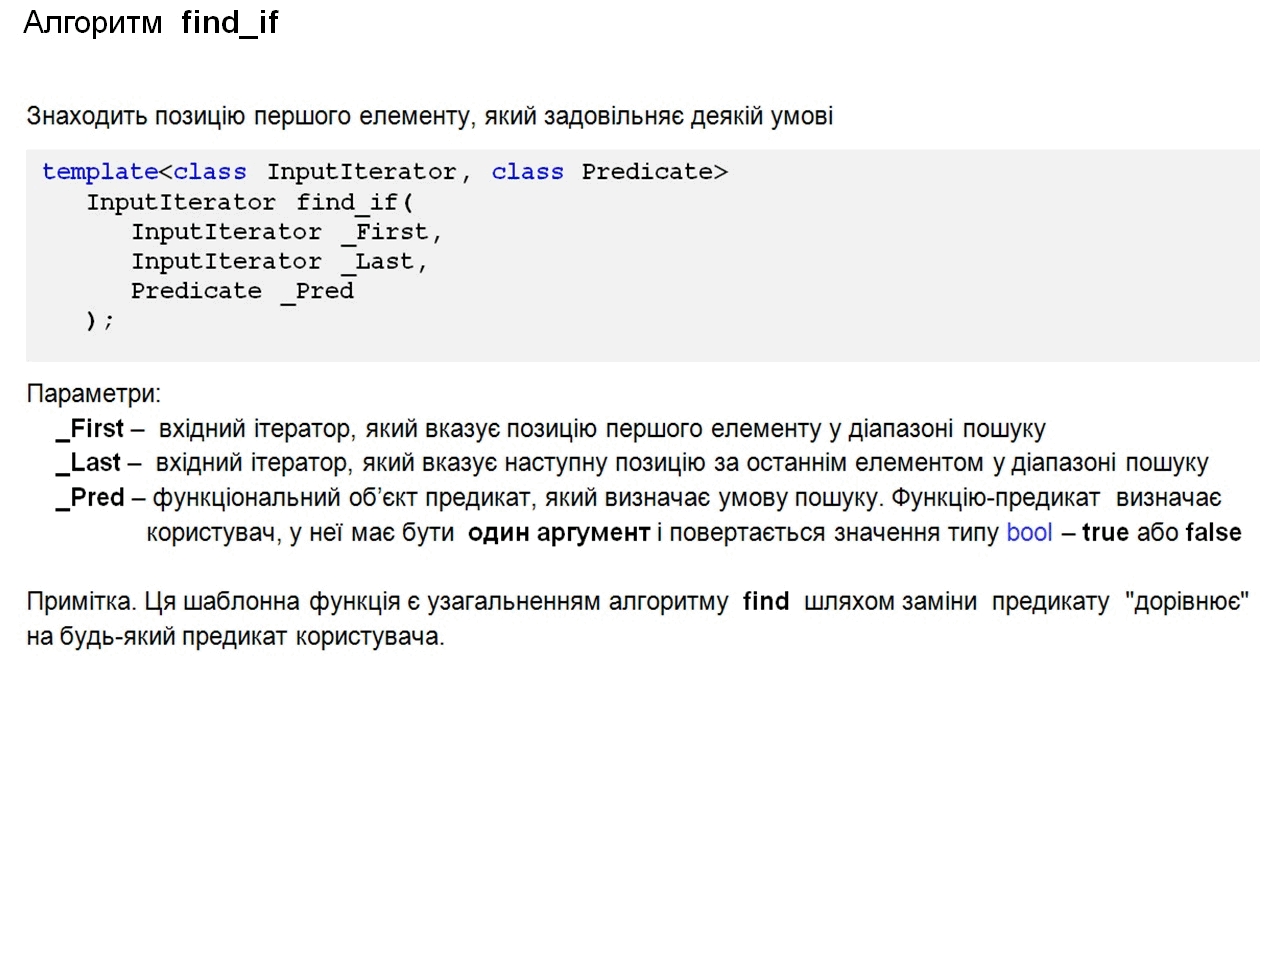 Алгоритм find_if
Знаходить позицію першого елементу, який задовільняє деякій умові
template<class InputIterator, class Predicate>
InputIterator find_if(
InputIterator _First,
InputIterator _Last,
Predicate _Pred
);
Параметри:
_First – вхідний ітератор, який вказує позицію першого елементу у діапазоні пошуку
_Last – вхідний ітератор, який вказує наступну позицію за останнім елементом у діапазоні пошуку
_Pred – функціональний об’єкт предикат, який визначає умову пошуку. Функцію-предикат визначає
користувач, у неї має бути один аргумент і повертається значення типу bool – true або false
Примітка. Ця шаблонна функція є узагальненням алгоритму find шляхом заміни предикату "дорівнює"
на будь-який предикат користувача.